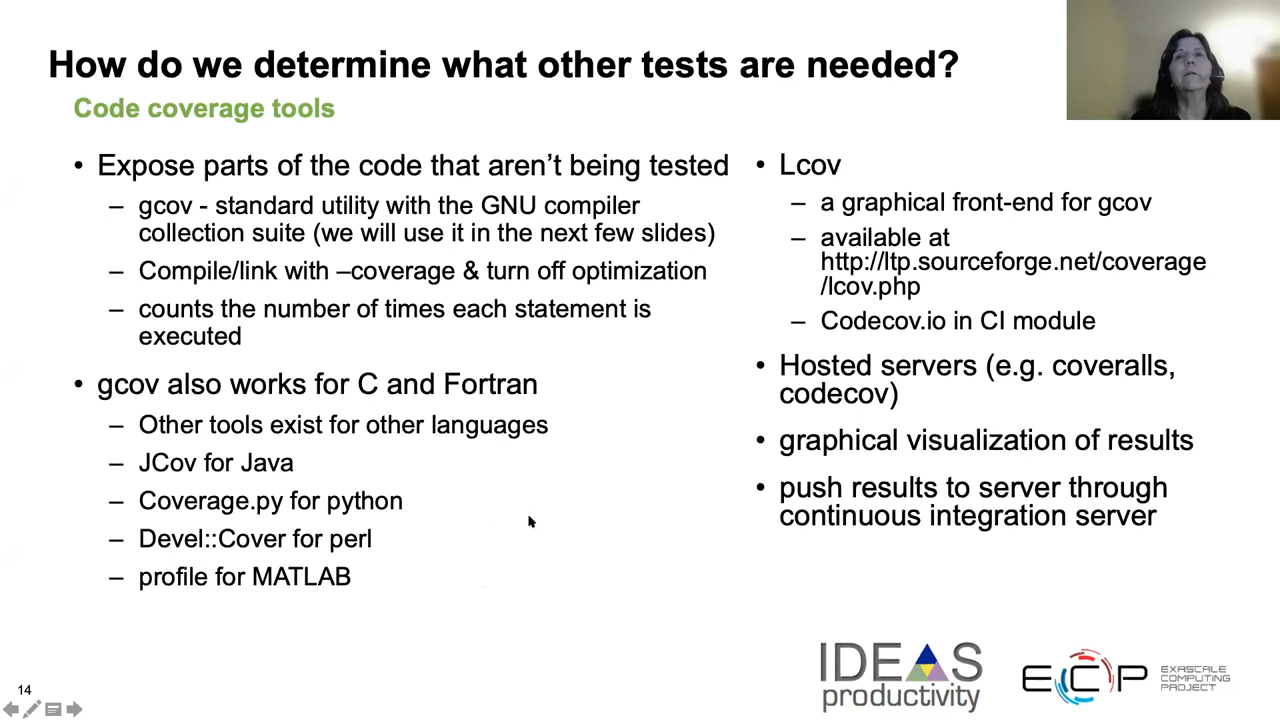 How do we determine what other tests are needed?
Code coverage tools
• Expose parts of the code that aren't being tested
– gcov - standard utility with the GNU compiler
collection suite (we will use it in the next few slides)
– Compile/link with –coverage & turn off optimization
– counts the number of times each statement is
executed
• gcov also works for C and Fortran
– Other tools exist for other languages
– JCov for Java
– Coverage.py for python
– Devel::Cover for perl
– profile for MATLAB
• Lcov
– a graphical front-end for gcov
– available at
http://ltp.sourceforge.net/coverage
/lcov.php
– Codecov.io in CI module
• Hosted servers (e.g. coveralls,
codecov)
• graphical visualization of results
• push results to server through
continuous integration server
IDEAS
productivity
ECP
EXASCALE
COMPUTING
PROJECT
14